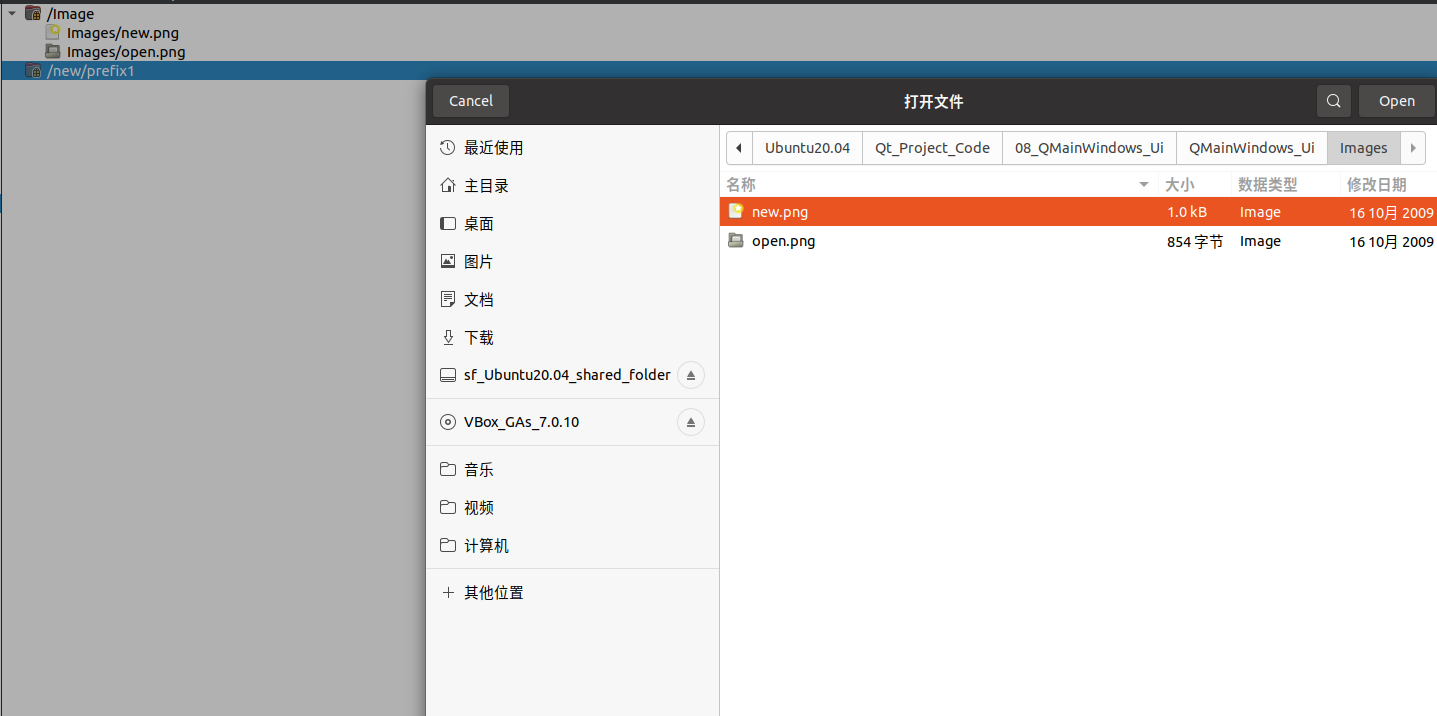 /Image
Images/new.png
Images/open.png
/new/prefix1
Cancel 打开文件 Open
最近使用
主目录
桌面
图片
文档
下载
sf_Ubuntu20.04_shared_folder
VBox_GAs_7.0.10
音乐
视频
计算机
其他位置
Ubuntu20.04 Qt_Project_Code 08_QMainWindows_Ui QMainWindows_Ui Images
名称 大小 数据类型 修改日期
new.png 1.0 kB Image 16 10月 2009
open.png 854 字节 Image 16 10月 2009